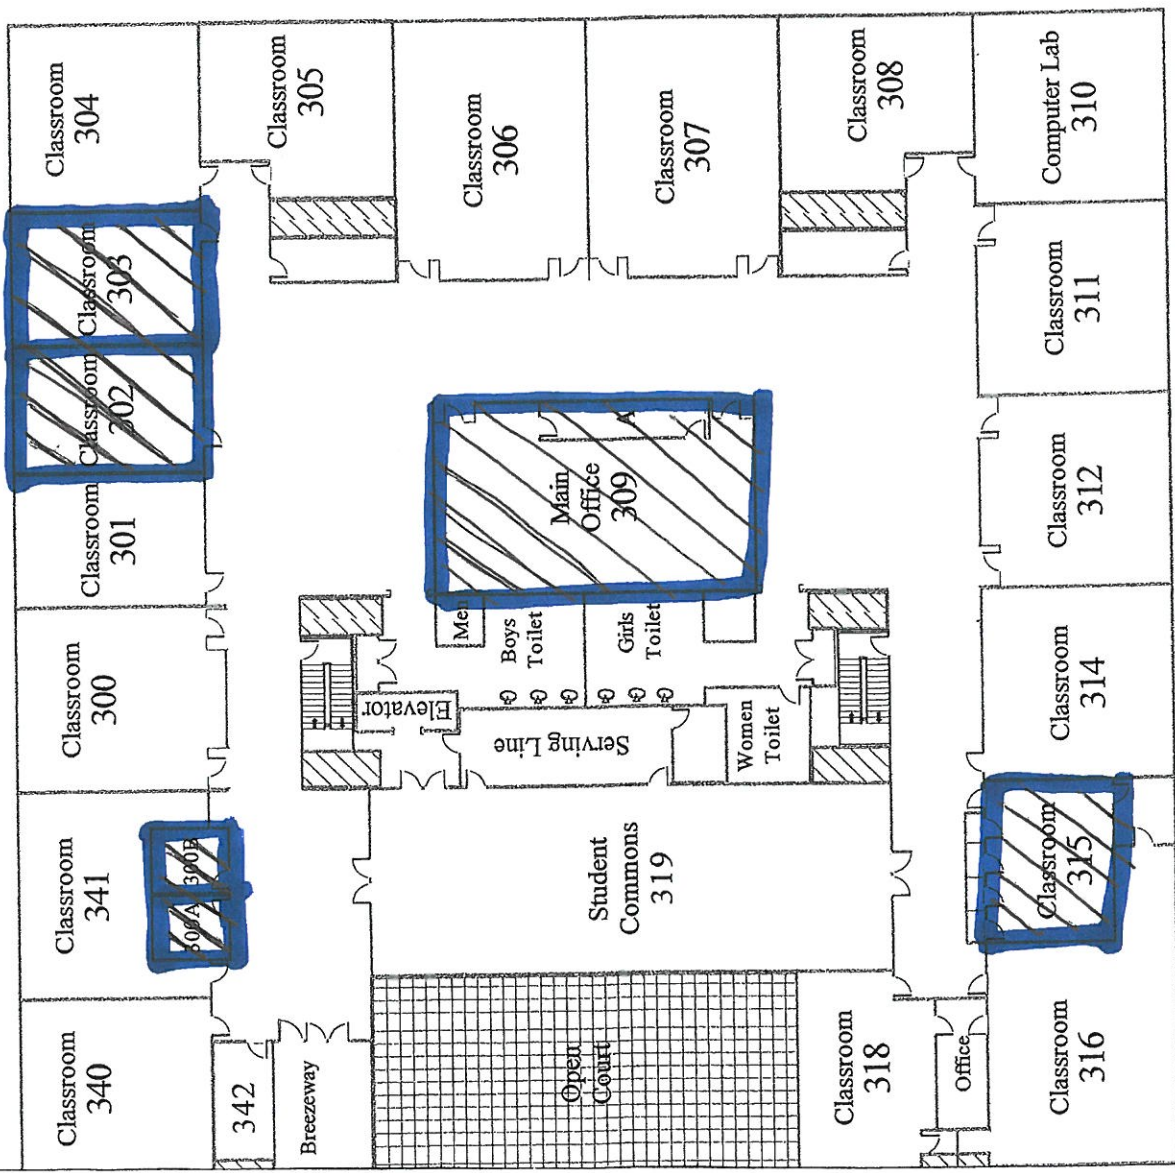 Classroom
304
Classroom
305
Classroom
306
Classroom
307
Classroom
308
Computer Lab
310
Classroom
303
Classroom
302
Classroom
301
Classroom
311
Classroom
312
Main
Office
309
A
Men
Boys
Toilet
Girls
Toilet
Classroom
300
Elevator
Serving Line
Women
Toilet
Classroom
314
Classroom
341
300B
300A
Student
Commons
319
Classroom
315
Classroom
340
342
Breezeway
Open
Court
Classroom
318
Office
Classroom
316